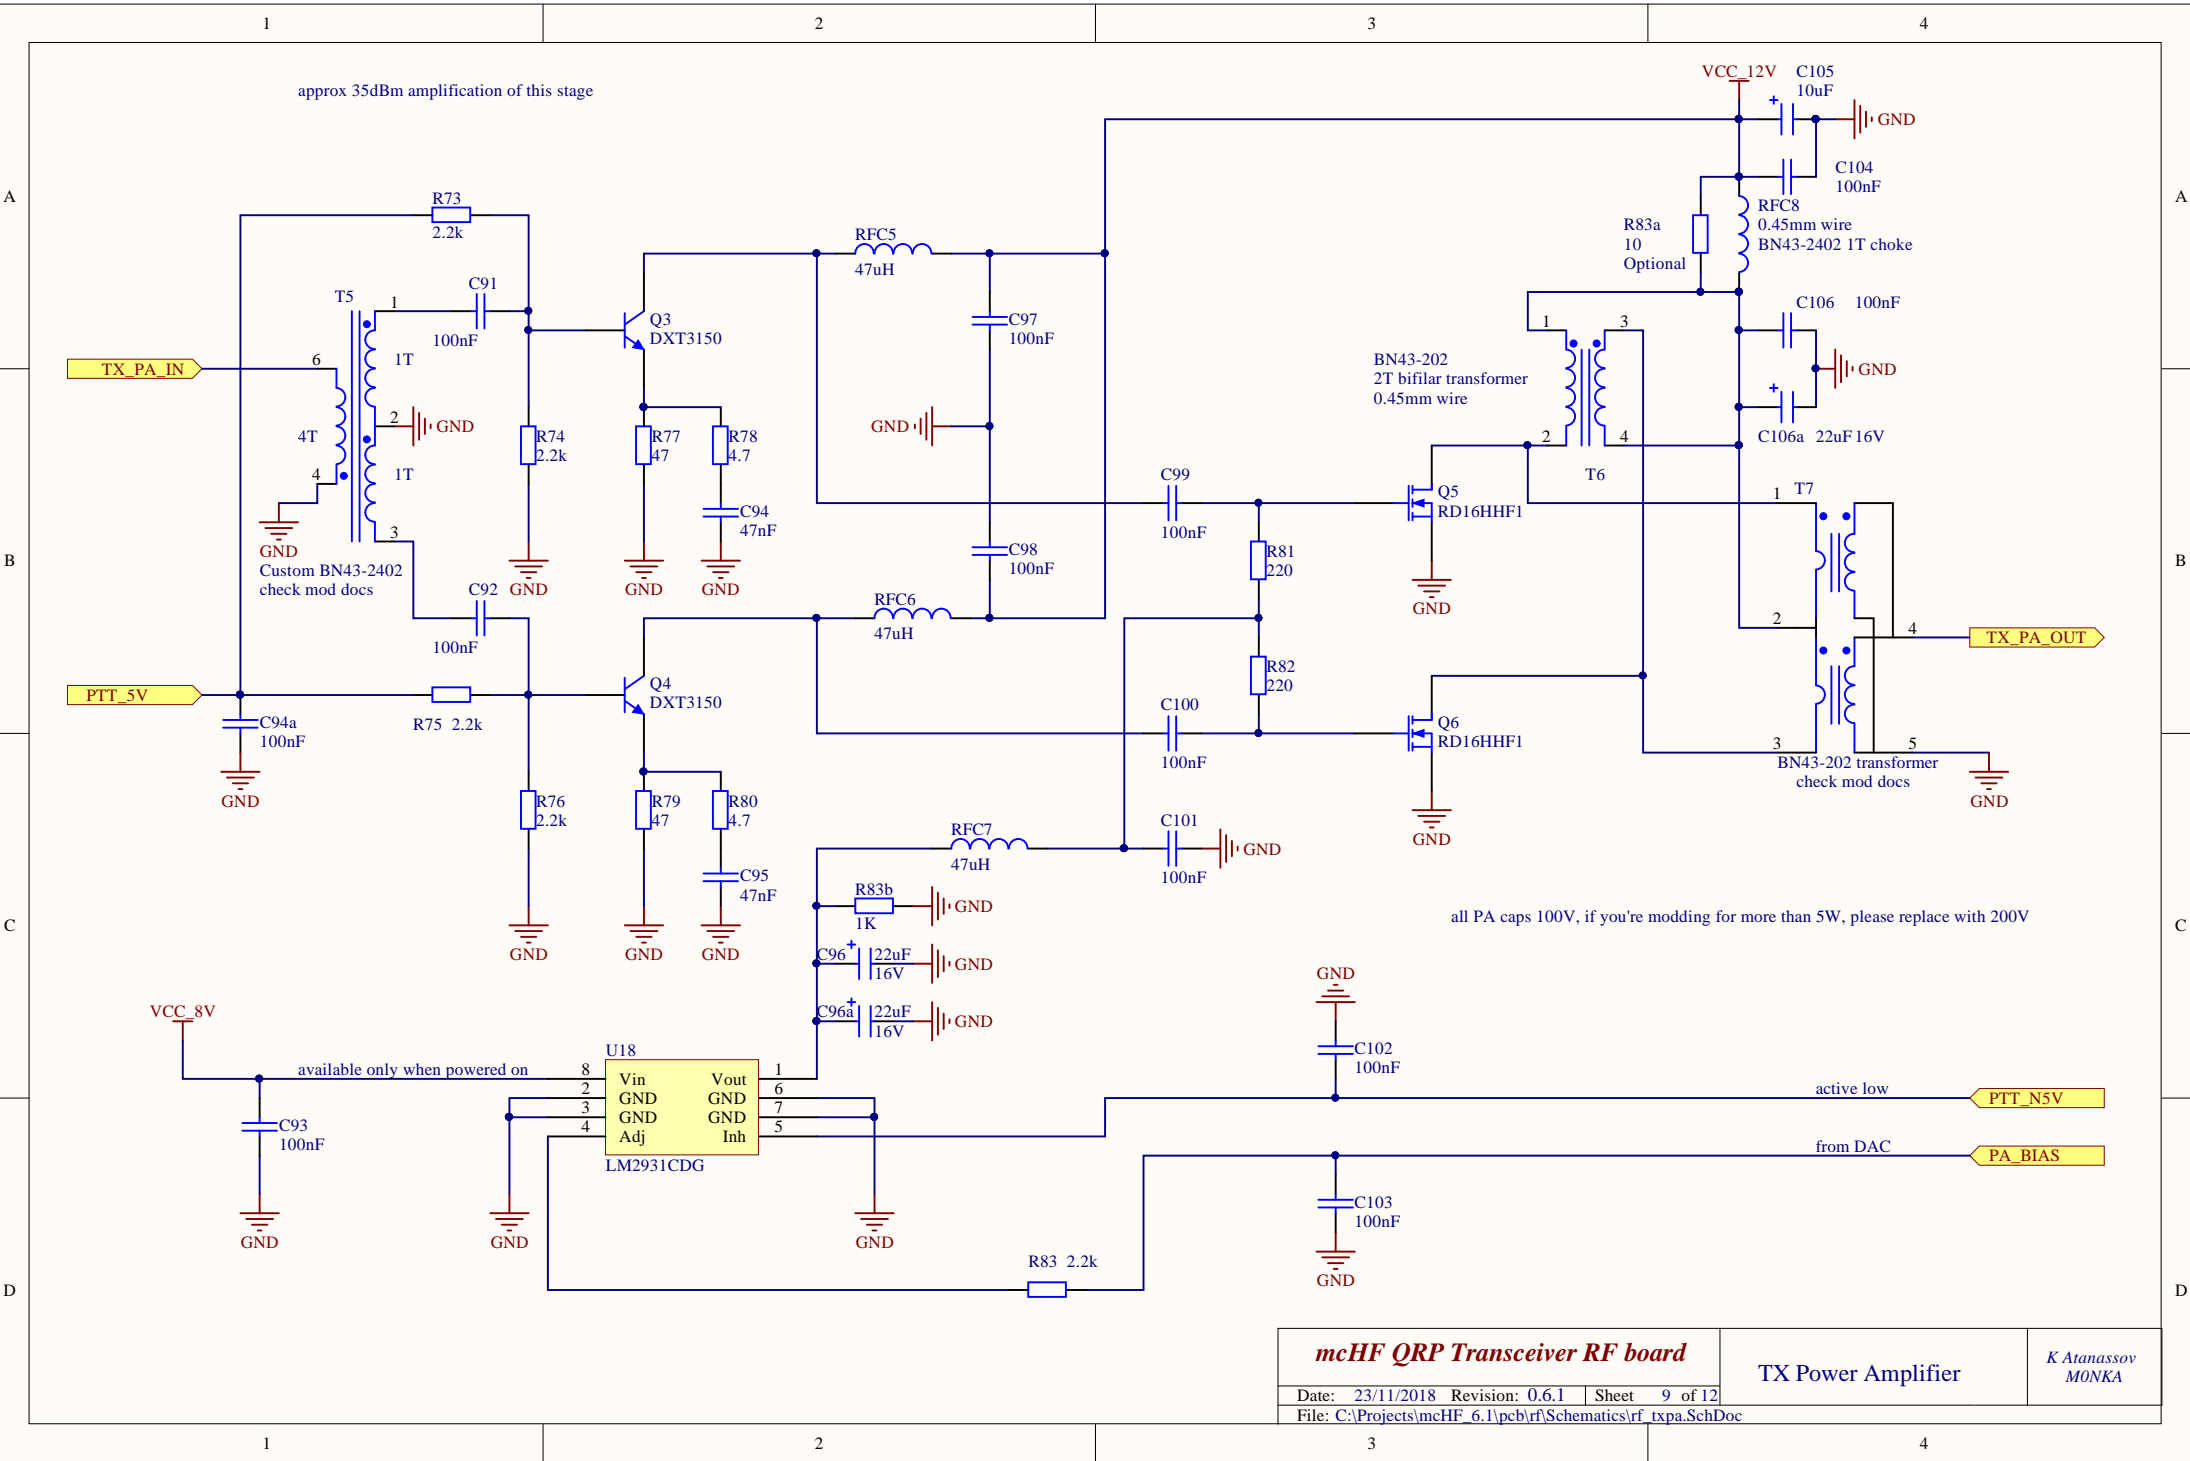 1 2 3 4
A A
B B
C C
D D
approx 35dBm amplification of this stage
VCC_12V
C105
10uF
GND
C104
100nF
R83a
10
Optional
RFC8
0.45mm wire
BN43-2402 1T choke
C106 100nF
GND
C106a 22uF 16V
R73
2.2k
T5
1
C91
100nF
1T
6
TX_PA_IN
2
GND
4T
4
1T
3
GND
Custom BN43-2402
check mod docs
C92
100nF
PTT_5V
C94a
100nF
GND
R75 2.2k
R74
2.2k
GND
Q3
DXT3150
R77
47
GND
R78
4.7
C94
47nF
GND
RFC5
47uH
C97
100nF
GND
C98
100nF
RFC6
47uH
Q4
DXT3150
R76
2.2k
GND
R79
47
GND
R80
4.7
C95
47nF
GND
C99
100nF
R81
220
R82
220
C100
100nF
C101
100nF
GND
RFC7
47uH
R83b
1K
GND
C96
22uF
16V
GND
C96a
22uF
16V
GND
BN43-202
2T bifilar transformer
0.45mm wire
1
3
2
4
T6
Q5
RD16HHF1
GND
Q6
RD16HHF1
GND
1
T7
2
3
4
5
TX_PA_OUT
BN43-202 transformer
check mod docs
GND
all PA caps 100V, if you're modding for more than 5W, please replace with 200V
VCC_8V
available only when powered on
C93
100nF
GND
U18
8 Vin Vout 1
2 GND GND 6
3 GND GND 7
4 Adj Inh 5
LM2931CDG
GND
GND
GND
C102
100nF
active low
PTT_N5V
from DAC
PA_BIAS
C103
100nF
GND
R83 2.2k
mcHF QRP Transceiver RF board
TX Power Amplifier
K Atanassov
M0NKA
Date: 23/11/2018 Revision: 0.6.1 Sheet 9 of 12
File: C:\Projects\mcHF_6.1\pcb\rf\Schematics\rf_txpa.SchDoc
1 2 3 4